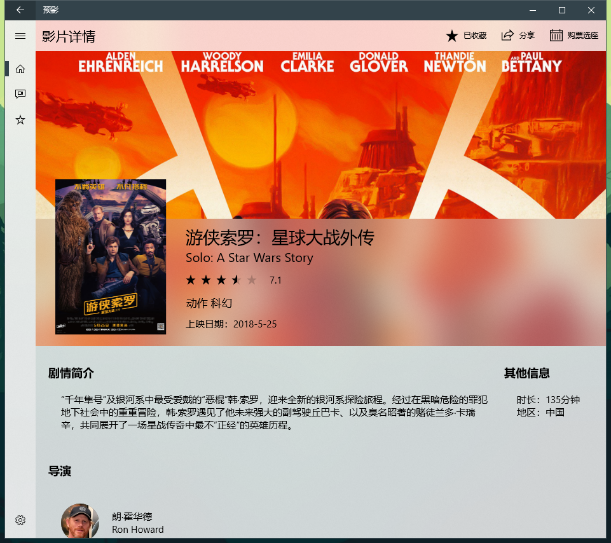 预影
影片详情
已收藏
分享
购票选座
ALDEN EHRENREICH
WOODY HARRELSON
EMILIA CLARKE
DONALD GLOVER
THANDIE NEWTON
AND PAUL BETTANY
游侠索罗
游侠索罗：星球大战外传
Solo: A Star Wars Story
7.1
动作 科幻
上映日期：2018-5-25
剧情简介
“千年隼号”及银河系中最受爱戴的“恶棍”韩·索罗，迎来全新的银河系探险旅程。经过在黑暗危险的罪犯
地下社会中的重重冒险，韩·索罗遇见了他未来强大的副驾驶丘巴卡、以及臭名昭著的赌徒兰多·卡瑞
辛，共同展开了一场星战传奇中最不“正经”的英雄历程。
其他信息
时长：135分钟
地区：中国
导演
朗·霍华德
Ron Howard